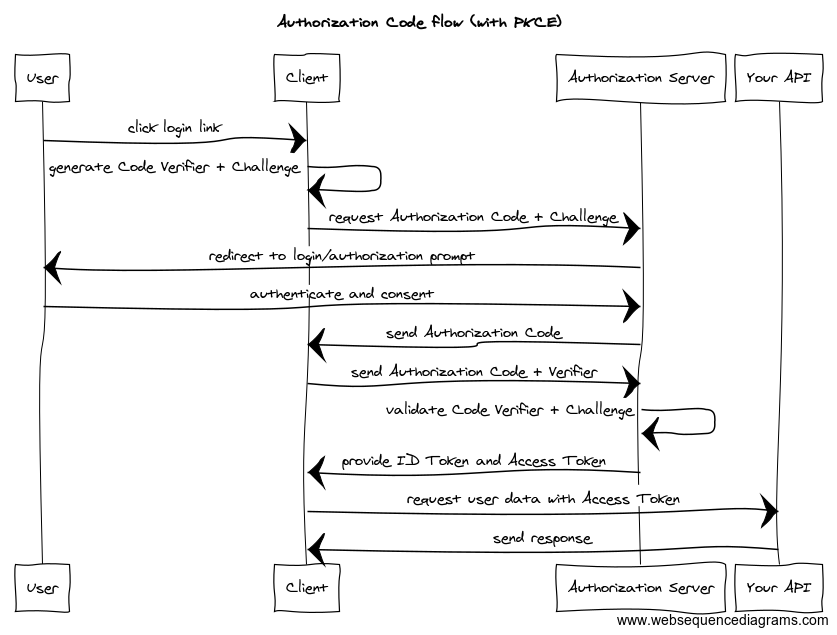 Authorization Code flow (with PKCE)
User
Client
Authorization Server
Your API
click login link
generate Code Verifier + Challenge
request Authorization Code + Challenge
redirect to login/authorization prompt
authenticate and consent
send Authorization Code
send Authorization Code + Verifier
validate Code Verifier + Challenge
provide ID Token and Access Token
request user data with Access Token
send response
User
Client
Authorization Server
Your API
www.websequencediagrams.com